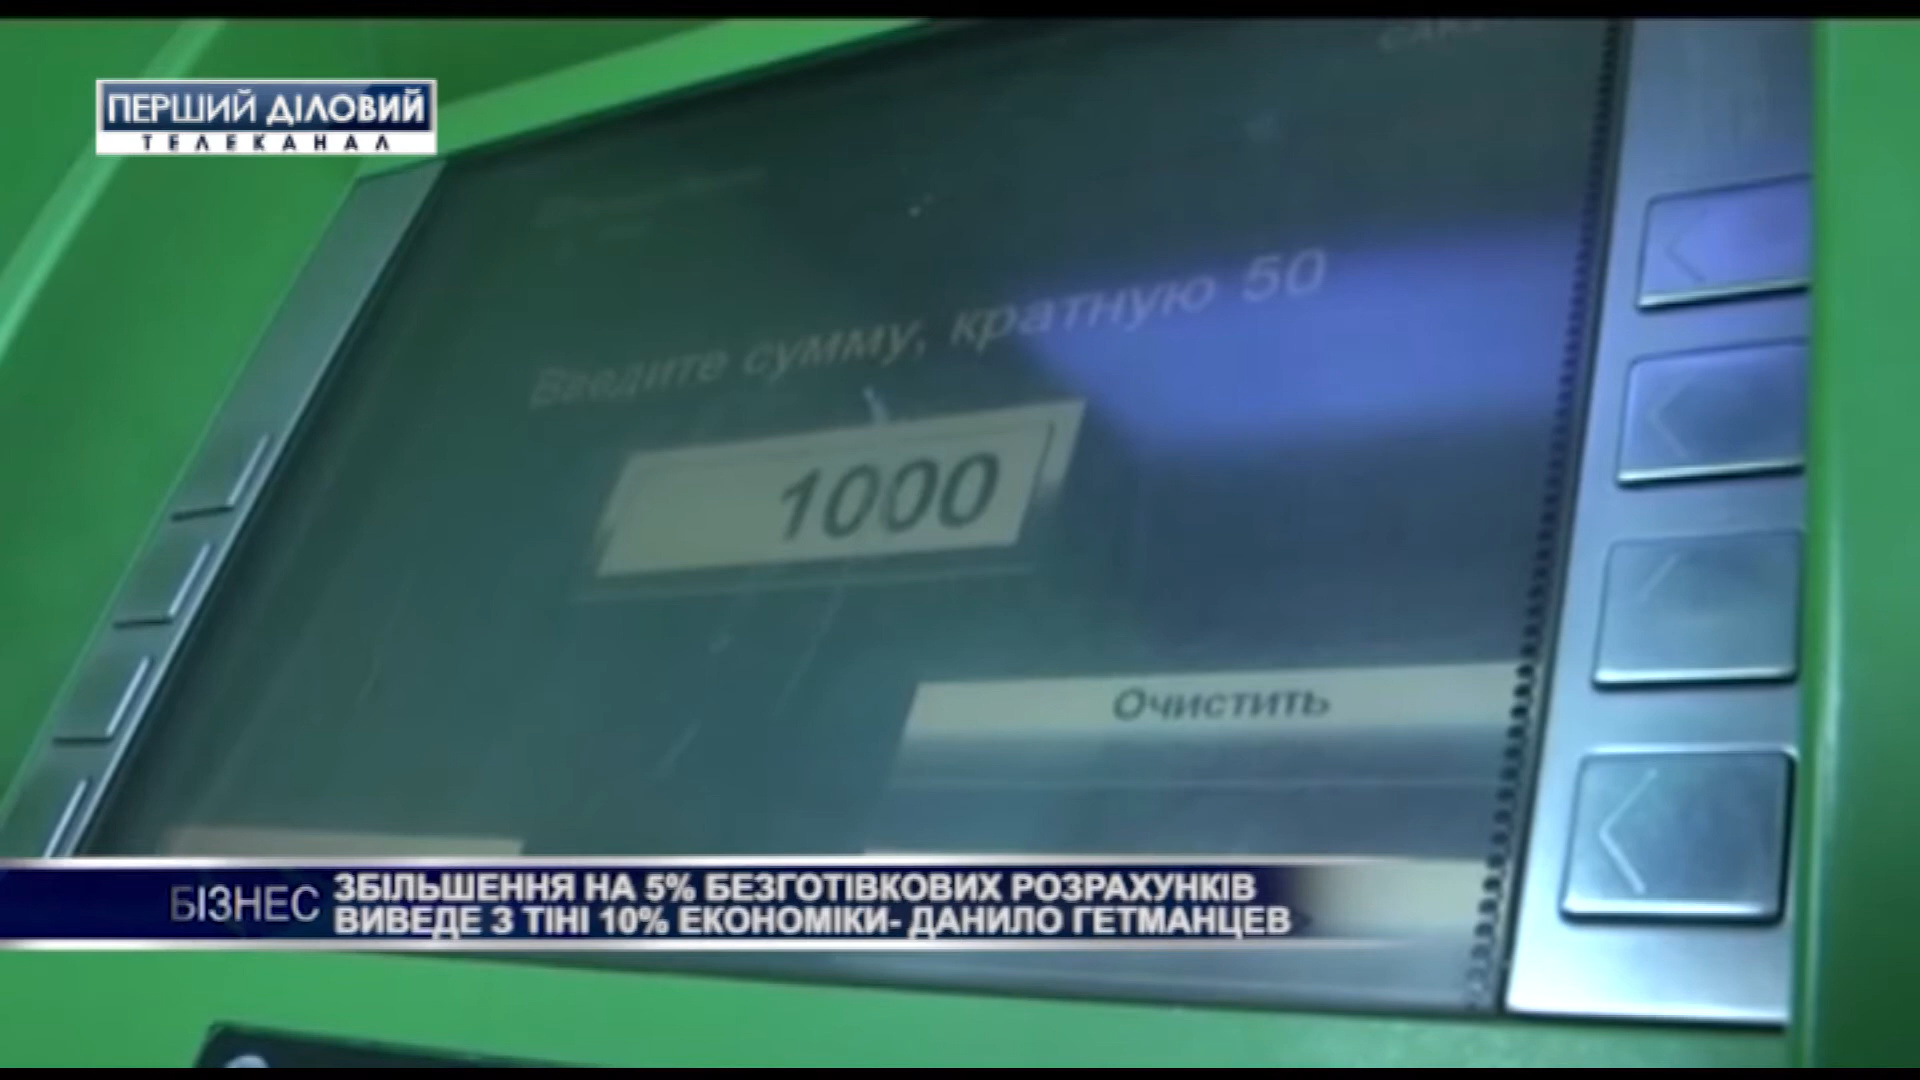 ПЕРШИЙ ДІЛОВИЙ
ТЕЛЕКАНАЛ
Введите сумму, кратную 50
1000
Очистить
БІЗНЕС
ЗБІЛЬШЕННЯ НА 5% БЕЗГОТІВКОВИХ РОЗРАХУНКІВ
ВИВЕДЕ З ТІНІ 10% ЕКОНОМІКИ- ДАНИЛО ГЕТМАНЦЕВ